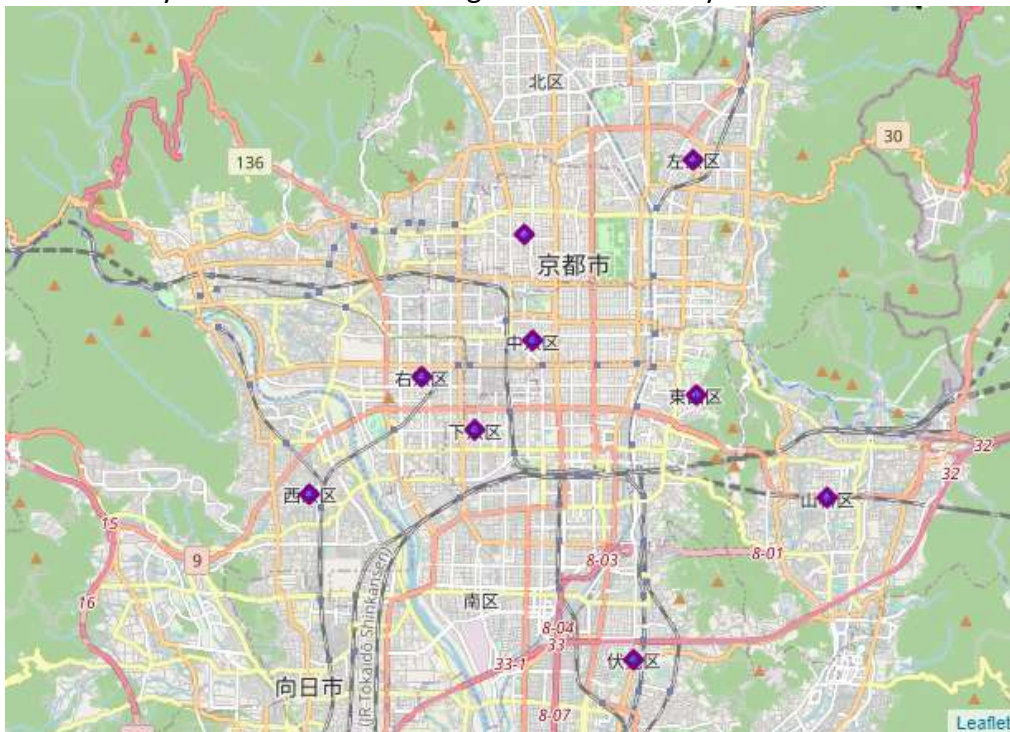 北区
30
136
左 区
京都市
中 区
右 区
東 区
下 区
32
32
西 区
山 区
15
9
8-03
8-01
(JR Tokaido Shinkansen)
16
南区
8-04
33
33-1
伏 区
向日市
8-07
Leaflet